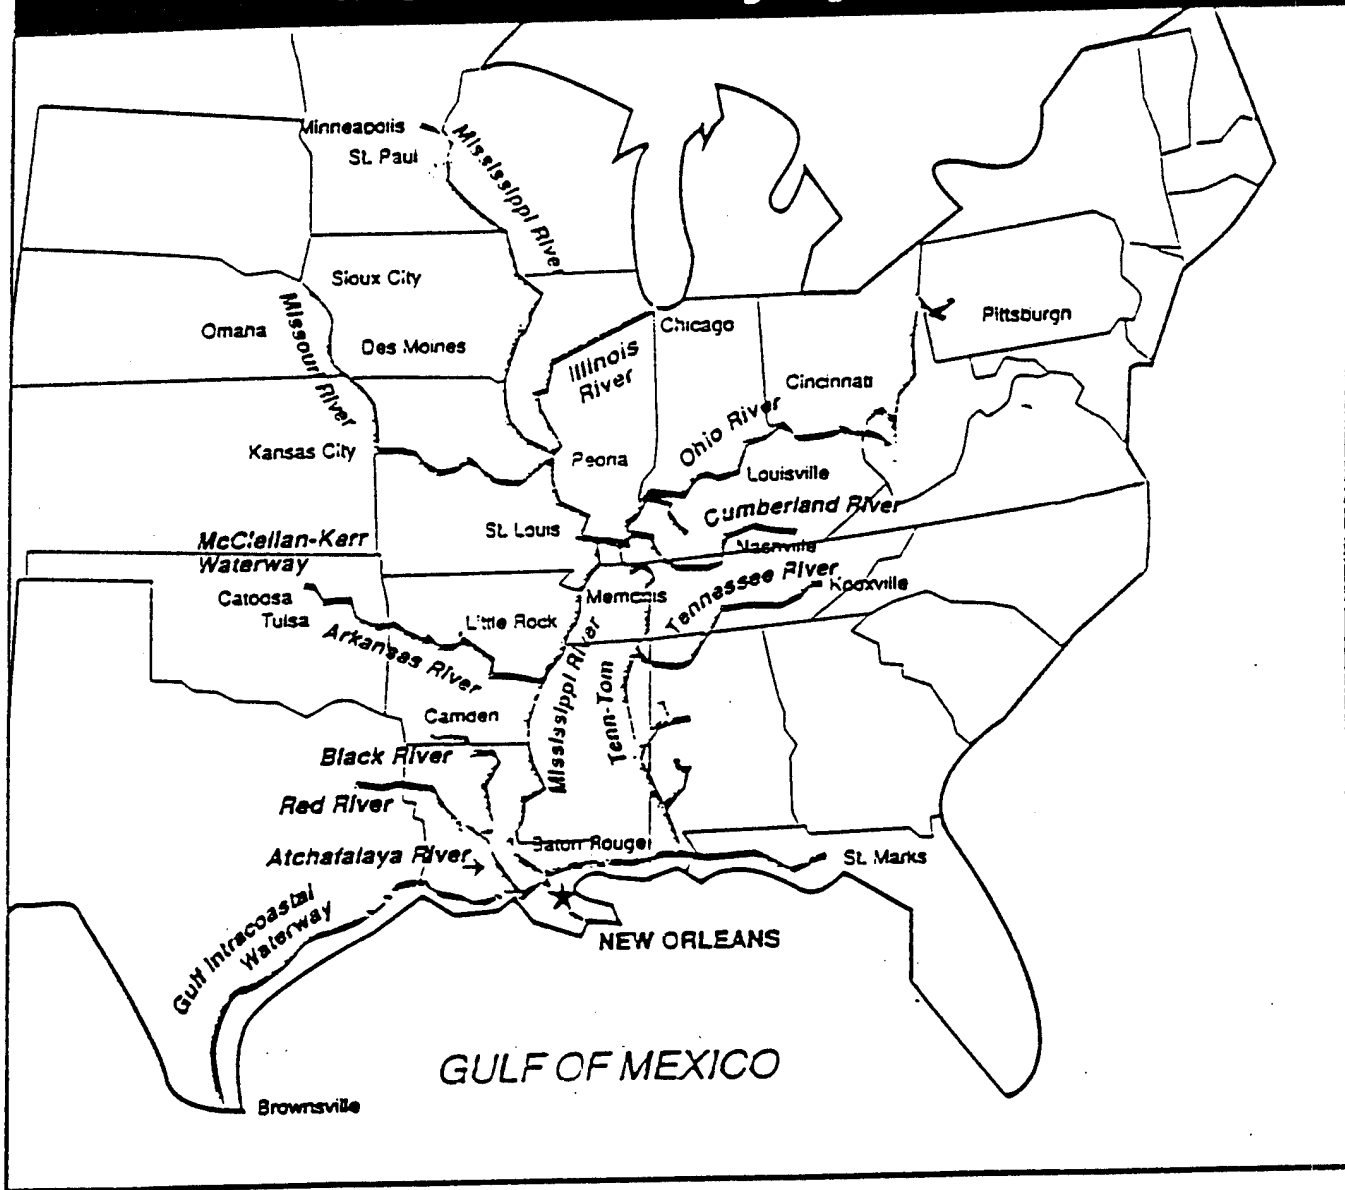 Minneapolis
St. Paul
Mississippi River
Sioux City
Missouri River
Omaha
Des Moines
Chicago
Illinois
River
Pittsburgh
Cincinnati
Ohio River
Kansas City
Peoria
Louisville
Cumberland River
St. Louis
McClellan-Kerr
Waterway
Nashville
Tennessee River
Knoxville
Catoosa
Tulsa
Memphis
Little Rock
Arkansas River
Mississippi River
Tenn-Tom
Camden
Black River
Red River
Baton Rouge
Atchafalaya River
St. Marks
Gulf Intracoastal
Waterway
NEW ORLEANS
GULF OF MEXICO
Brownsville